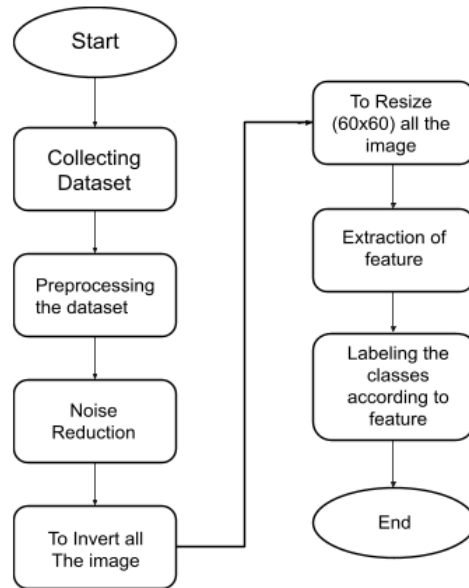 Start
Collecting
Dataset
Preprocessing
the dataset
Noise
Reduction
To Invert all
The image
To Resize
(60x60) all the
image
Extraction of
feature
Labeling the
classes
according to
feature
End